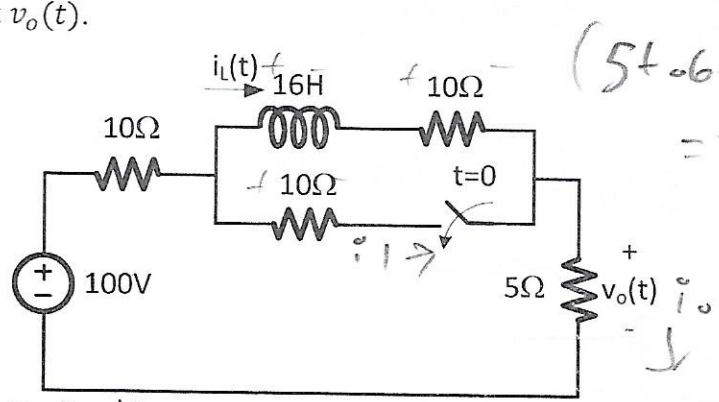 v_o(t).
i_L(t) + 16H - + 10Ω - (5+.6
10Ω =
+ 10Ω - t=0
i1→
+
- 100V 5Ω + v_o(t) - i_o ↓